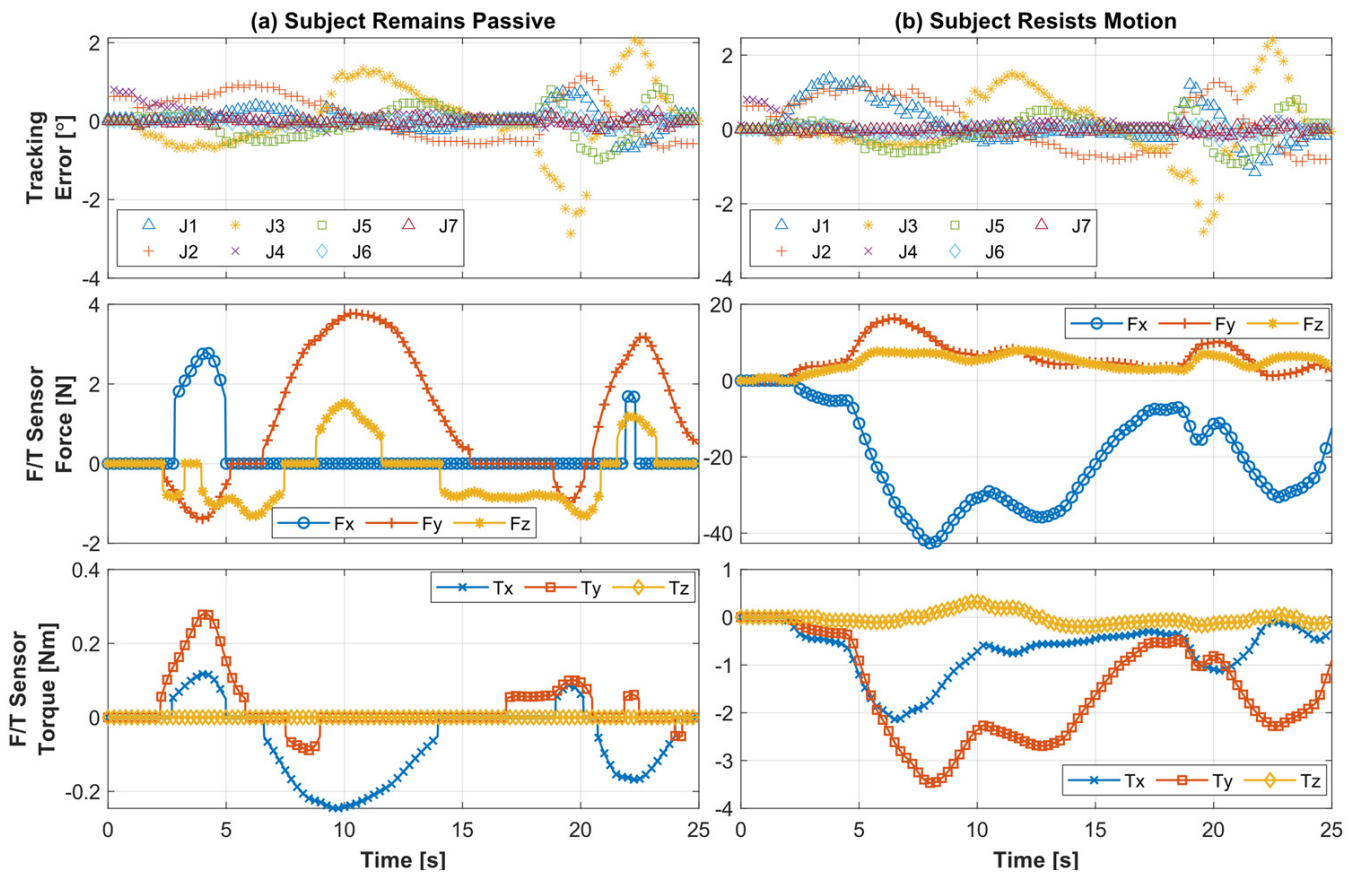 (a) Subject Remains Passive
(b) Subject Resists Motion
Tracking
Error [°]
2
0
-2
-4
J1 J3 J5 J7
J2 J4 J6
2
0
-2
-4
J1 J3 J5 J7
J2 J4 J6
F/T Sensor
Force [N]
4
2
0
-2
Fx Fy Fz
20
0
-20
-40
Fx Fy Fz
F/T Sensor
Torque [Nm]
0.4
0.2
0
-0.2
Tx Ty Tz
0 5 10 15 20 25
Time [s]
1
0
-1
-2
-3
-4
Tx Ty Tz
0 5 10 15 20 25
Time [s]